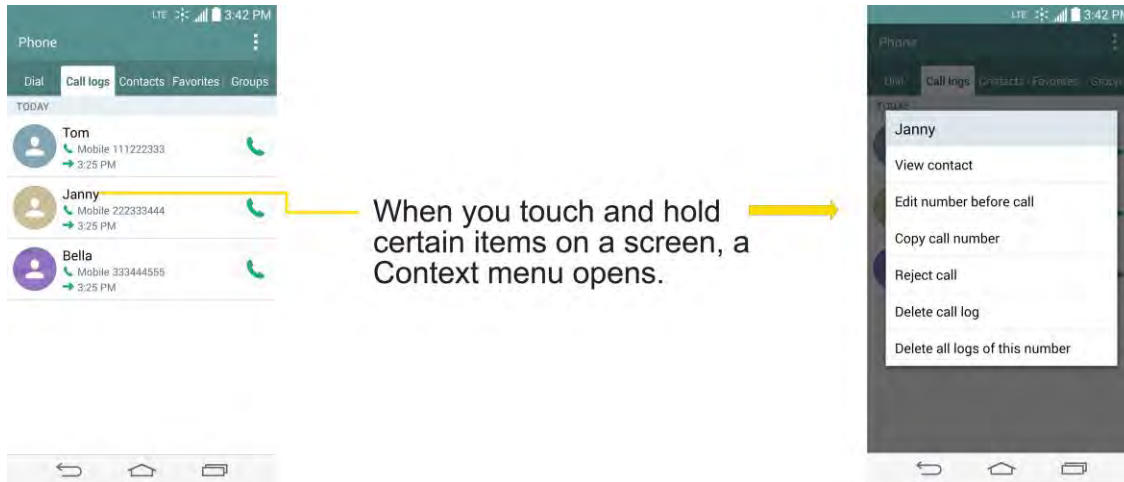 LTE 3:42 PM
Phone
Dial Call logs Contacts Favorites Groups
TODAY
Tom
Mobile 111222333
3:25 PM
Janny
Mobile 222333444
3:25 PM
Bella
Mobile 333444555
3:25 PM
When you touch and hold
certain items on a screen, a
Context menu opens.
LTE 3:42 PM
Phone
Dial Call logs Contacts Favorites Groups
TODAY
Janny
View contact
Edit number before call
Copy call number
Reject call
Delete call log
Delete all logs of this number